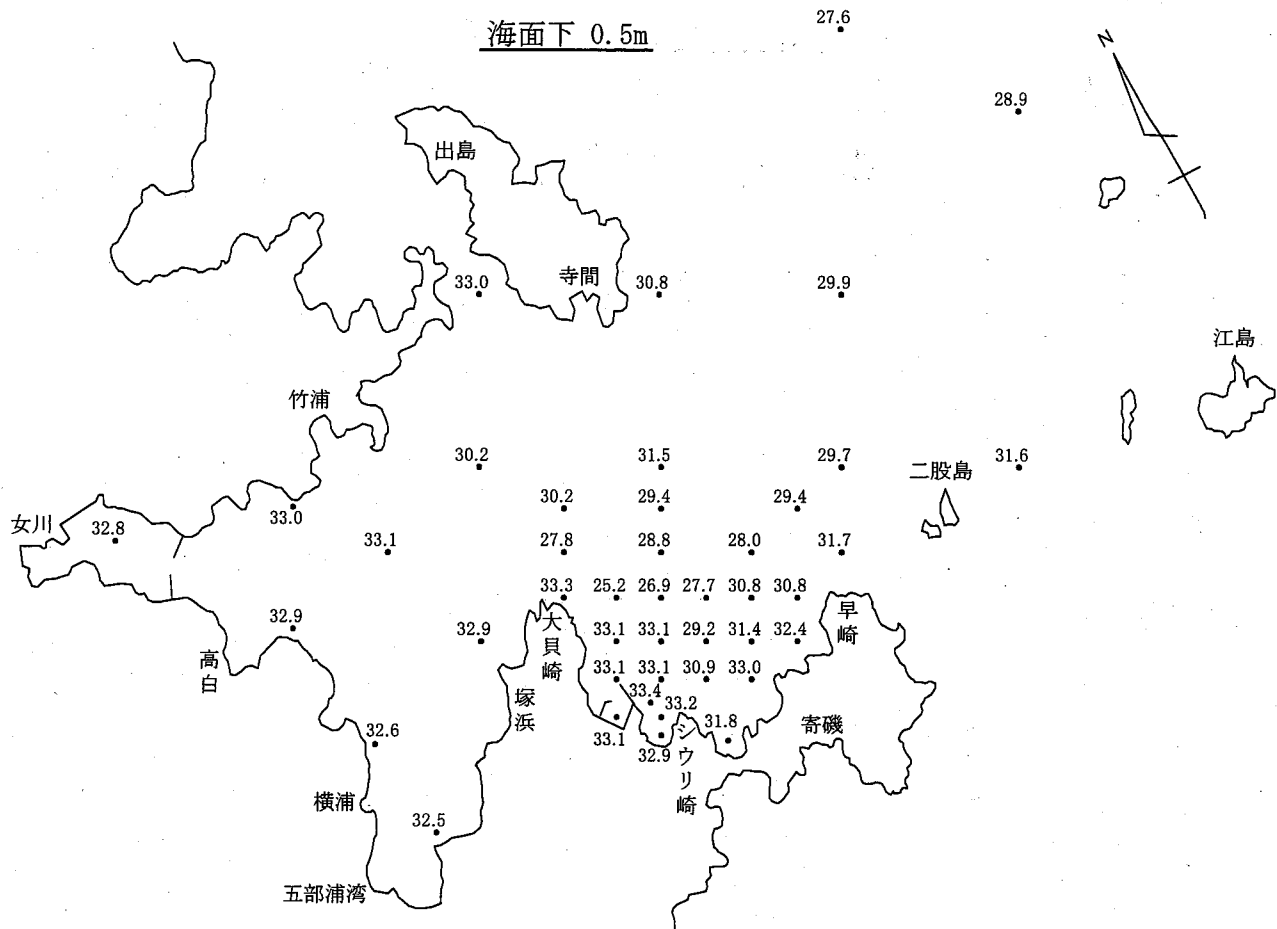 海面下 0.5m
27.6
N
28.9
出島
寺間
33.0
30.8
29.9
江島
竹浦
30.2
31.5
29.7
31.6
二股島
30.2
29.4
29.4
女川
32.8
33.0
33.1
27.8
28.8
28.0
31.7
33.3
25.2
26.9
27.7
30.8
30.8
32.9
32.9
大貝崎
33.1
33.1
29.2
31.4
32.4
早崎
高白
塚浜
33.1
33.1
30.9
33.0
33.4
33.2
33.1
32.9
シウリ崎
31.8
寄磯
32.6
横浦
32.5
五部浦湾